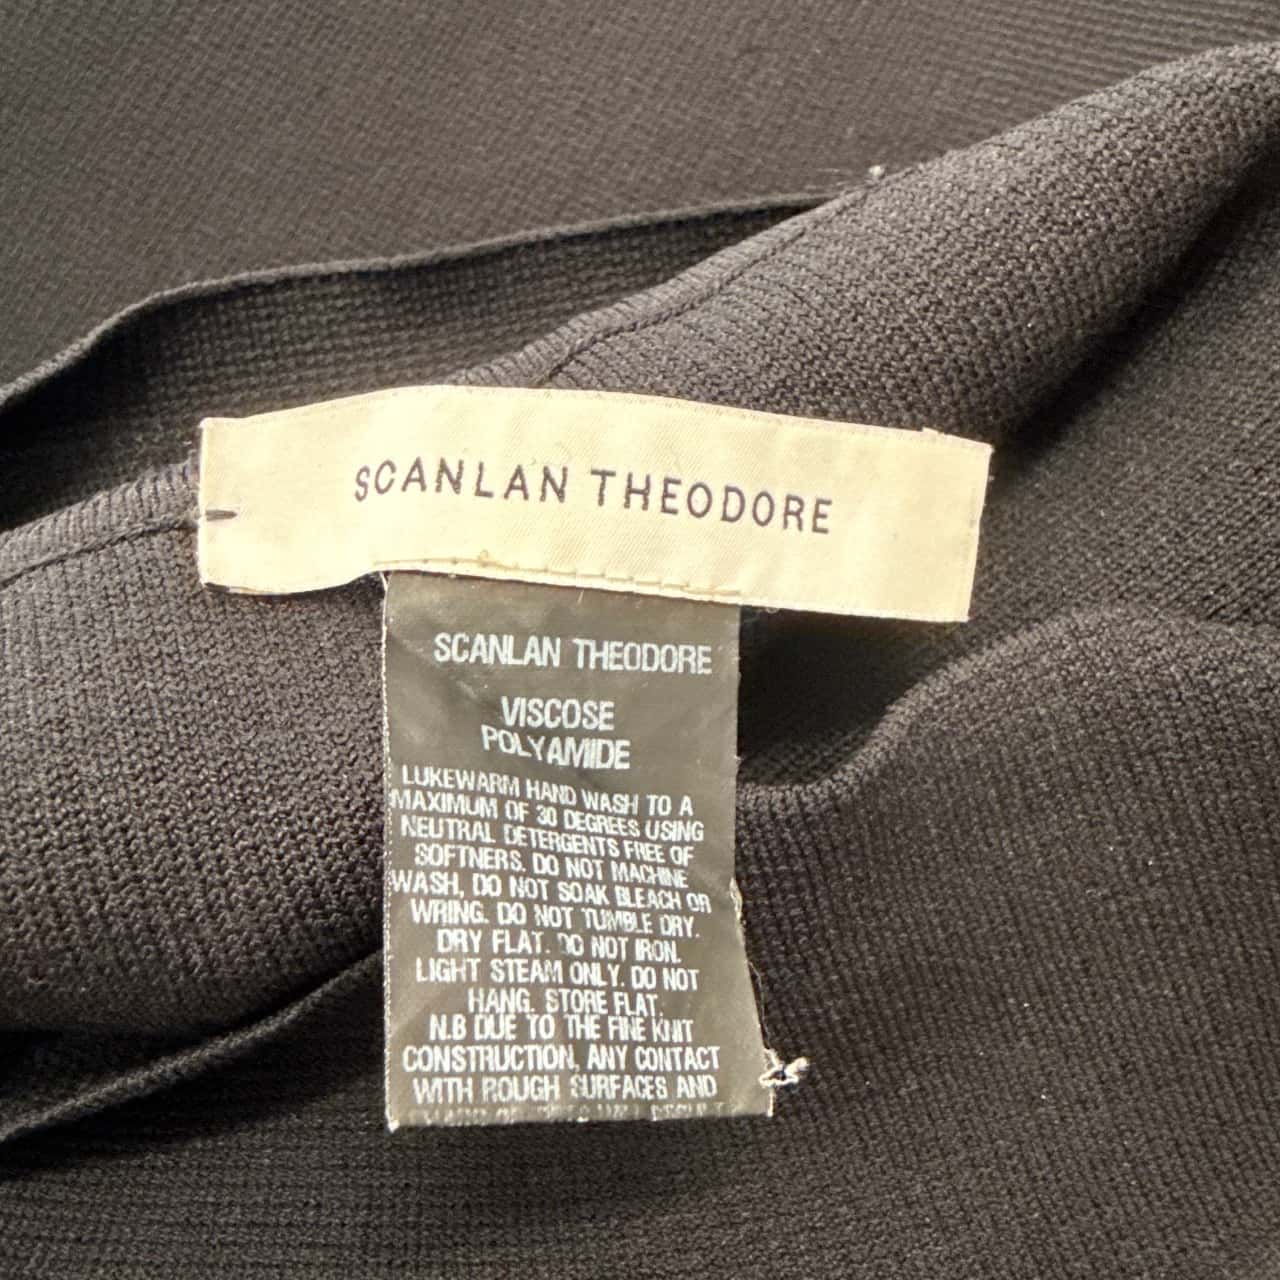 SCANLAN THEODORE
SCANLAN THEODORE
VISCOSE
POLYAMIDE
LUKEWARM HAND WASH TO A
MAXIMUM OF 30 DEGREES USING
NEUTRAL DETERGENTS FREE OF
SOFTNERS. DO NOT MACHINE
WASH, DO NOT SOAK BLEACH OR
WRING. DO NOT TUMBLE DRY.
DRY FLAT. DO NOT IRON.
LIGHT STEAM ONLY. DO NOT
HANG. STORE FLAT.
N.B DUE TO THE FINE KNIT
CONSTRUCTION, ANY CONTACT
WITH ROUGH SURFACES AND